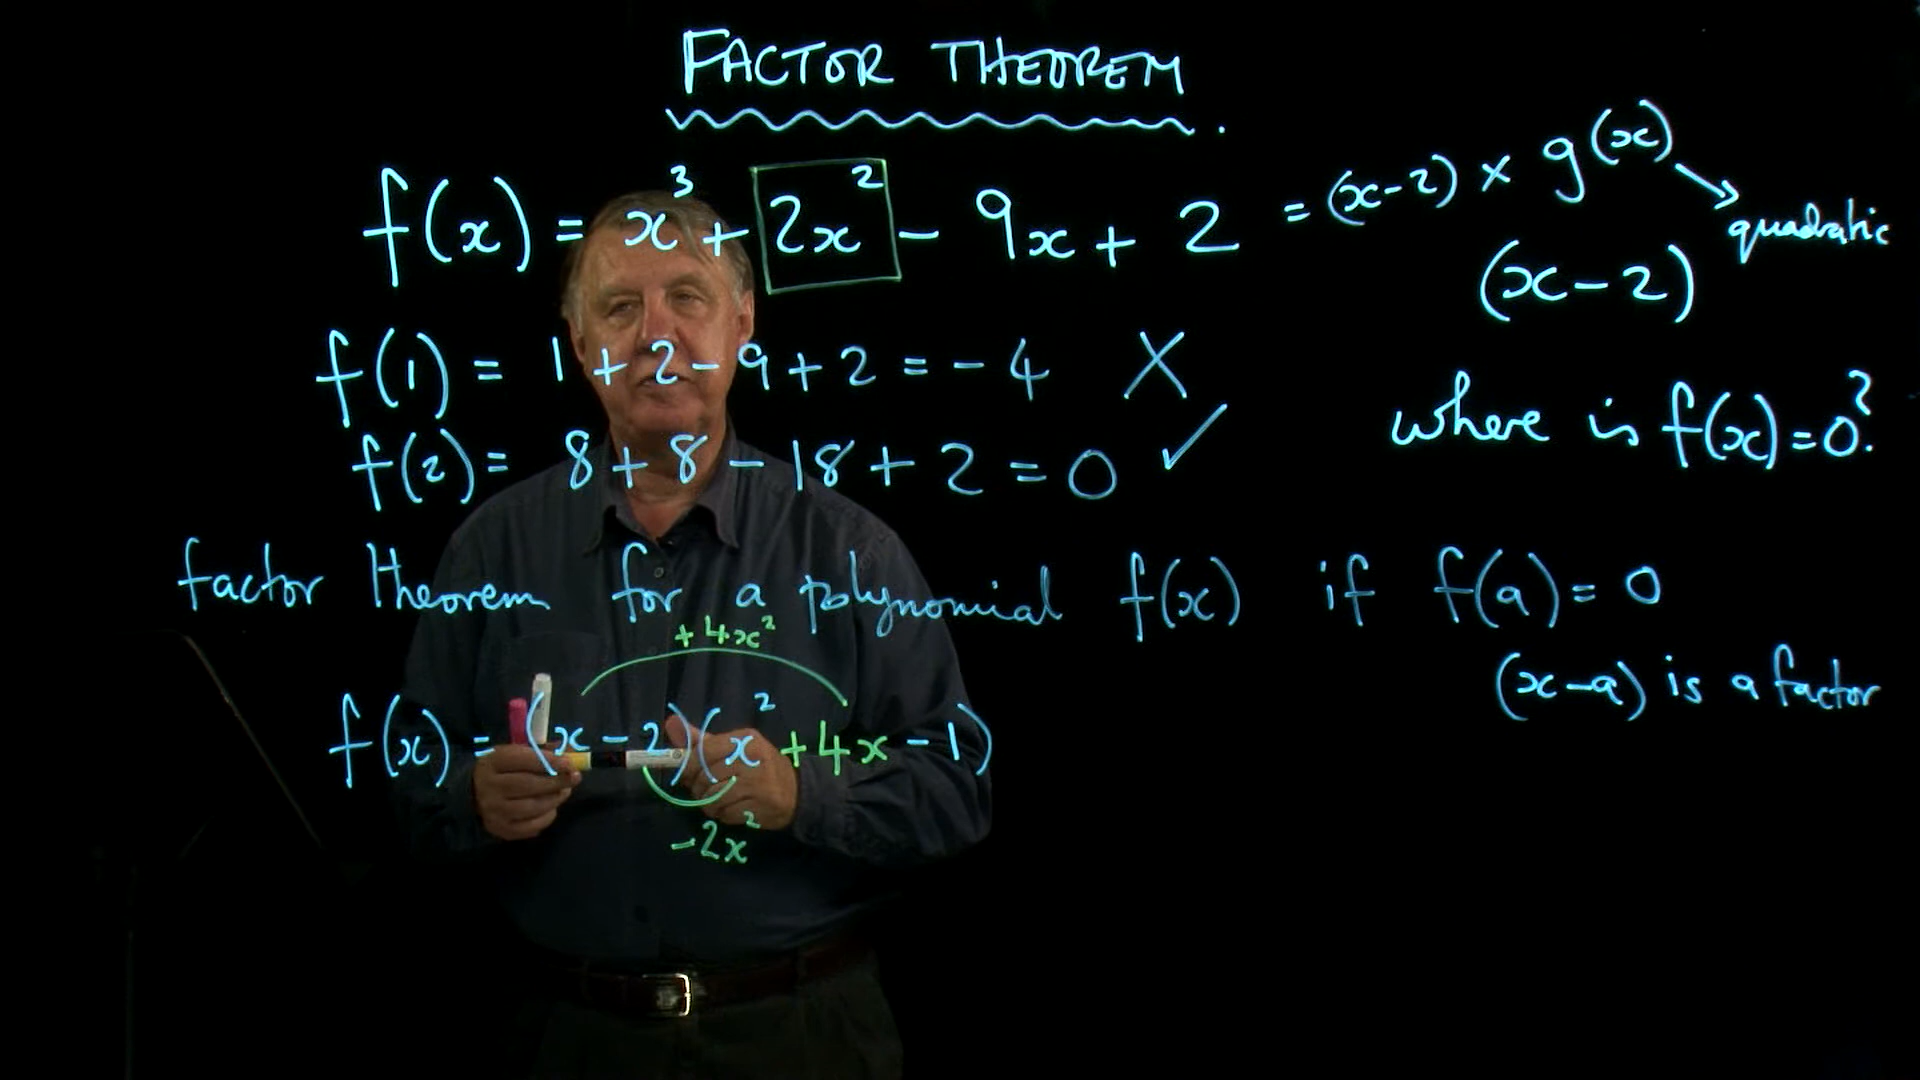 FACTOR THEOREM.
f(x) = x³ + 2x² - 9x + 2 = (x-2) × g(x)
quadratic
(x-2)
f(1) = 1 + 2 - 9 + 2 = -4 X
where is f(x)=0?
f(2) = 8 + 8 - 18 + 2 = 0 ✓
factor theorem for a polynomial f(x) if f(a) = 0
(x-a) is a factor
+4x²
f(x) = (x-2)(x² +4x -1)
-2x²